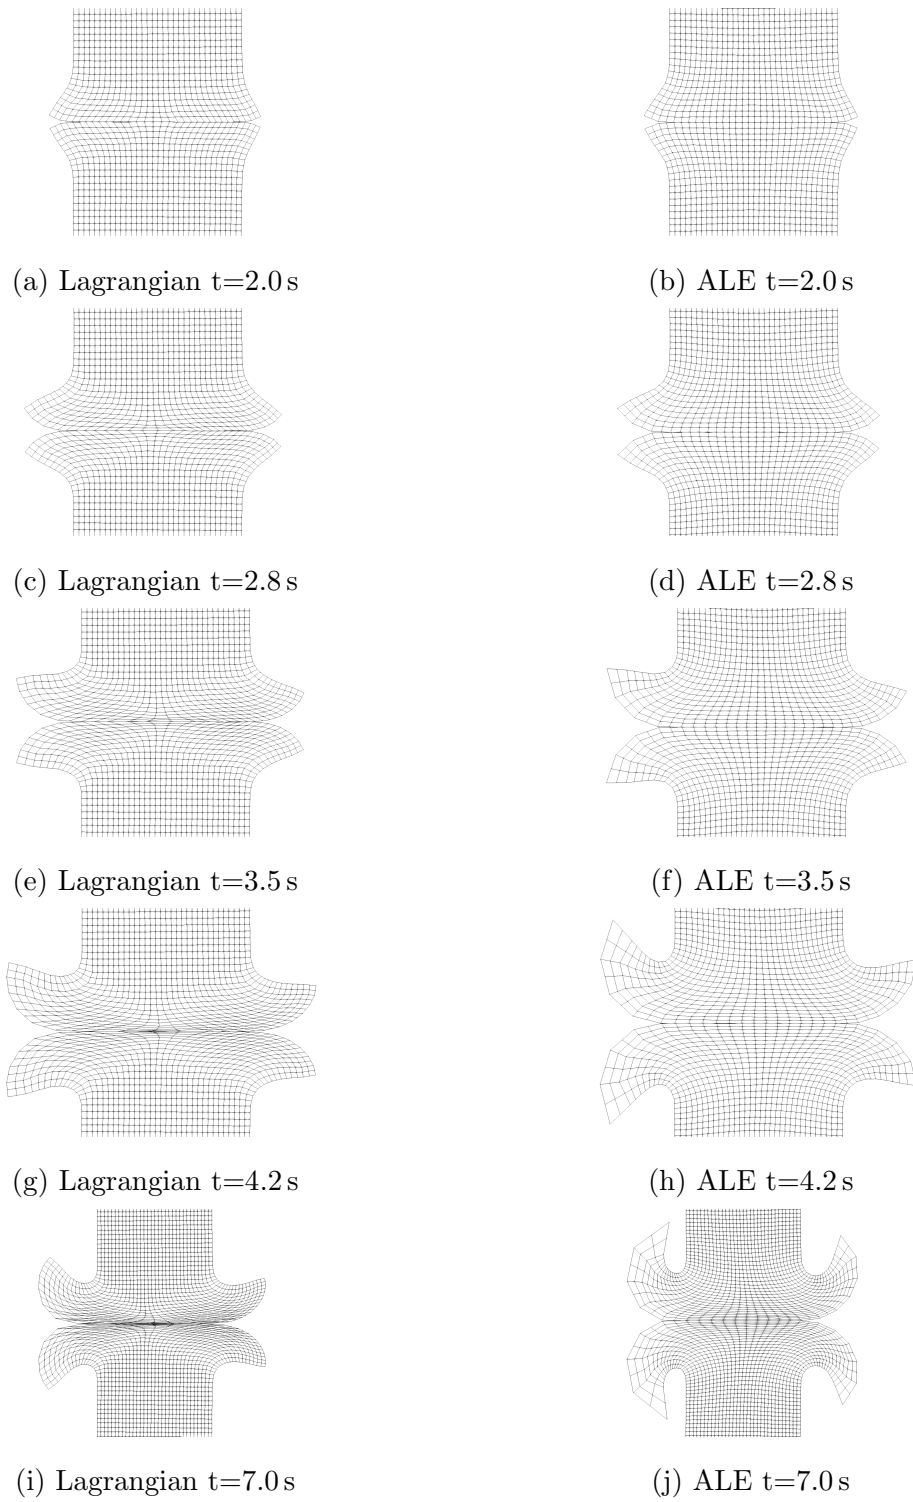 (a) Lagrangian t=2.0 s
(b) ALE t=2.0 s
(c) Lagrangian t=2.8 s
(d) ALE t=2.8 s
(e) Lagrangian t=3.5 s
(f) ALE t=3.5 s
(g) Lagrangian t=4.2 s
(h) ALE t=4.2 s
(i) Lagrangian t=7.0 s
(j) ALE t=7.0 s